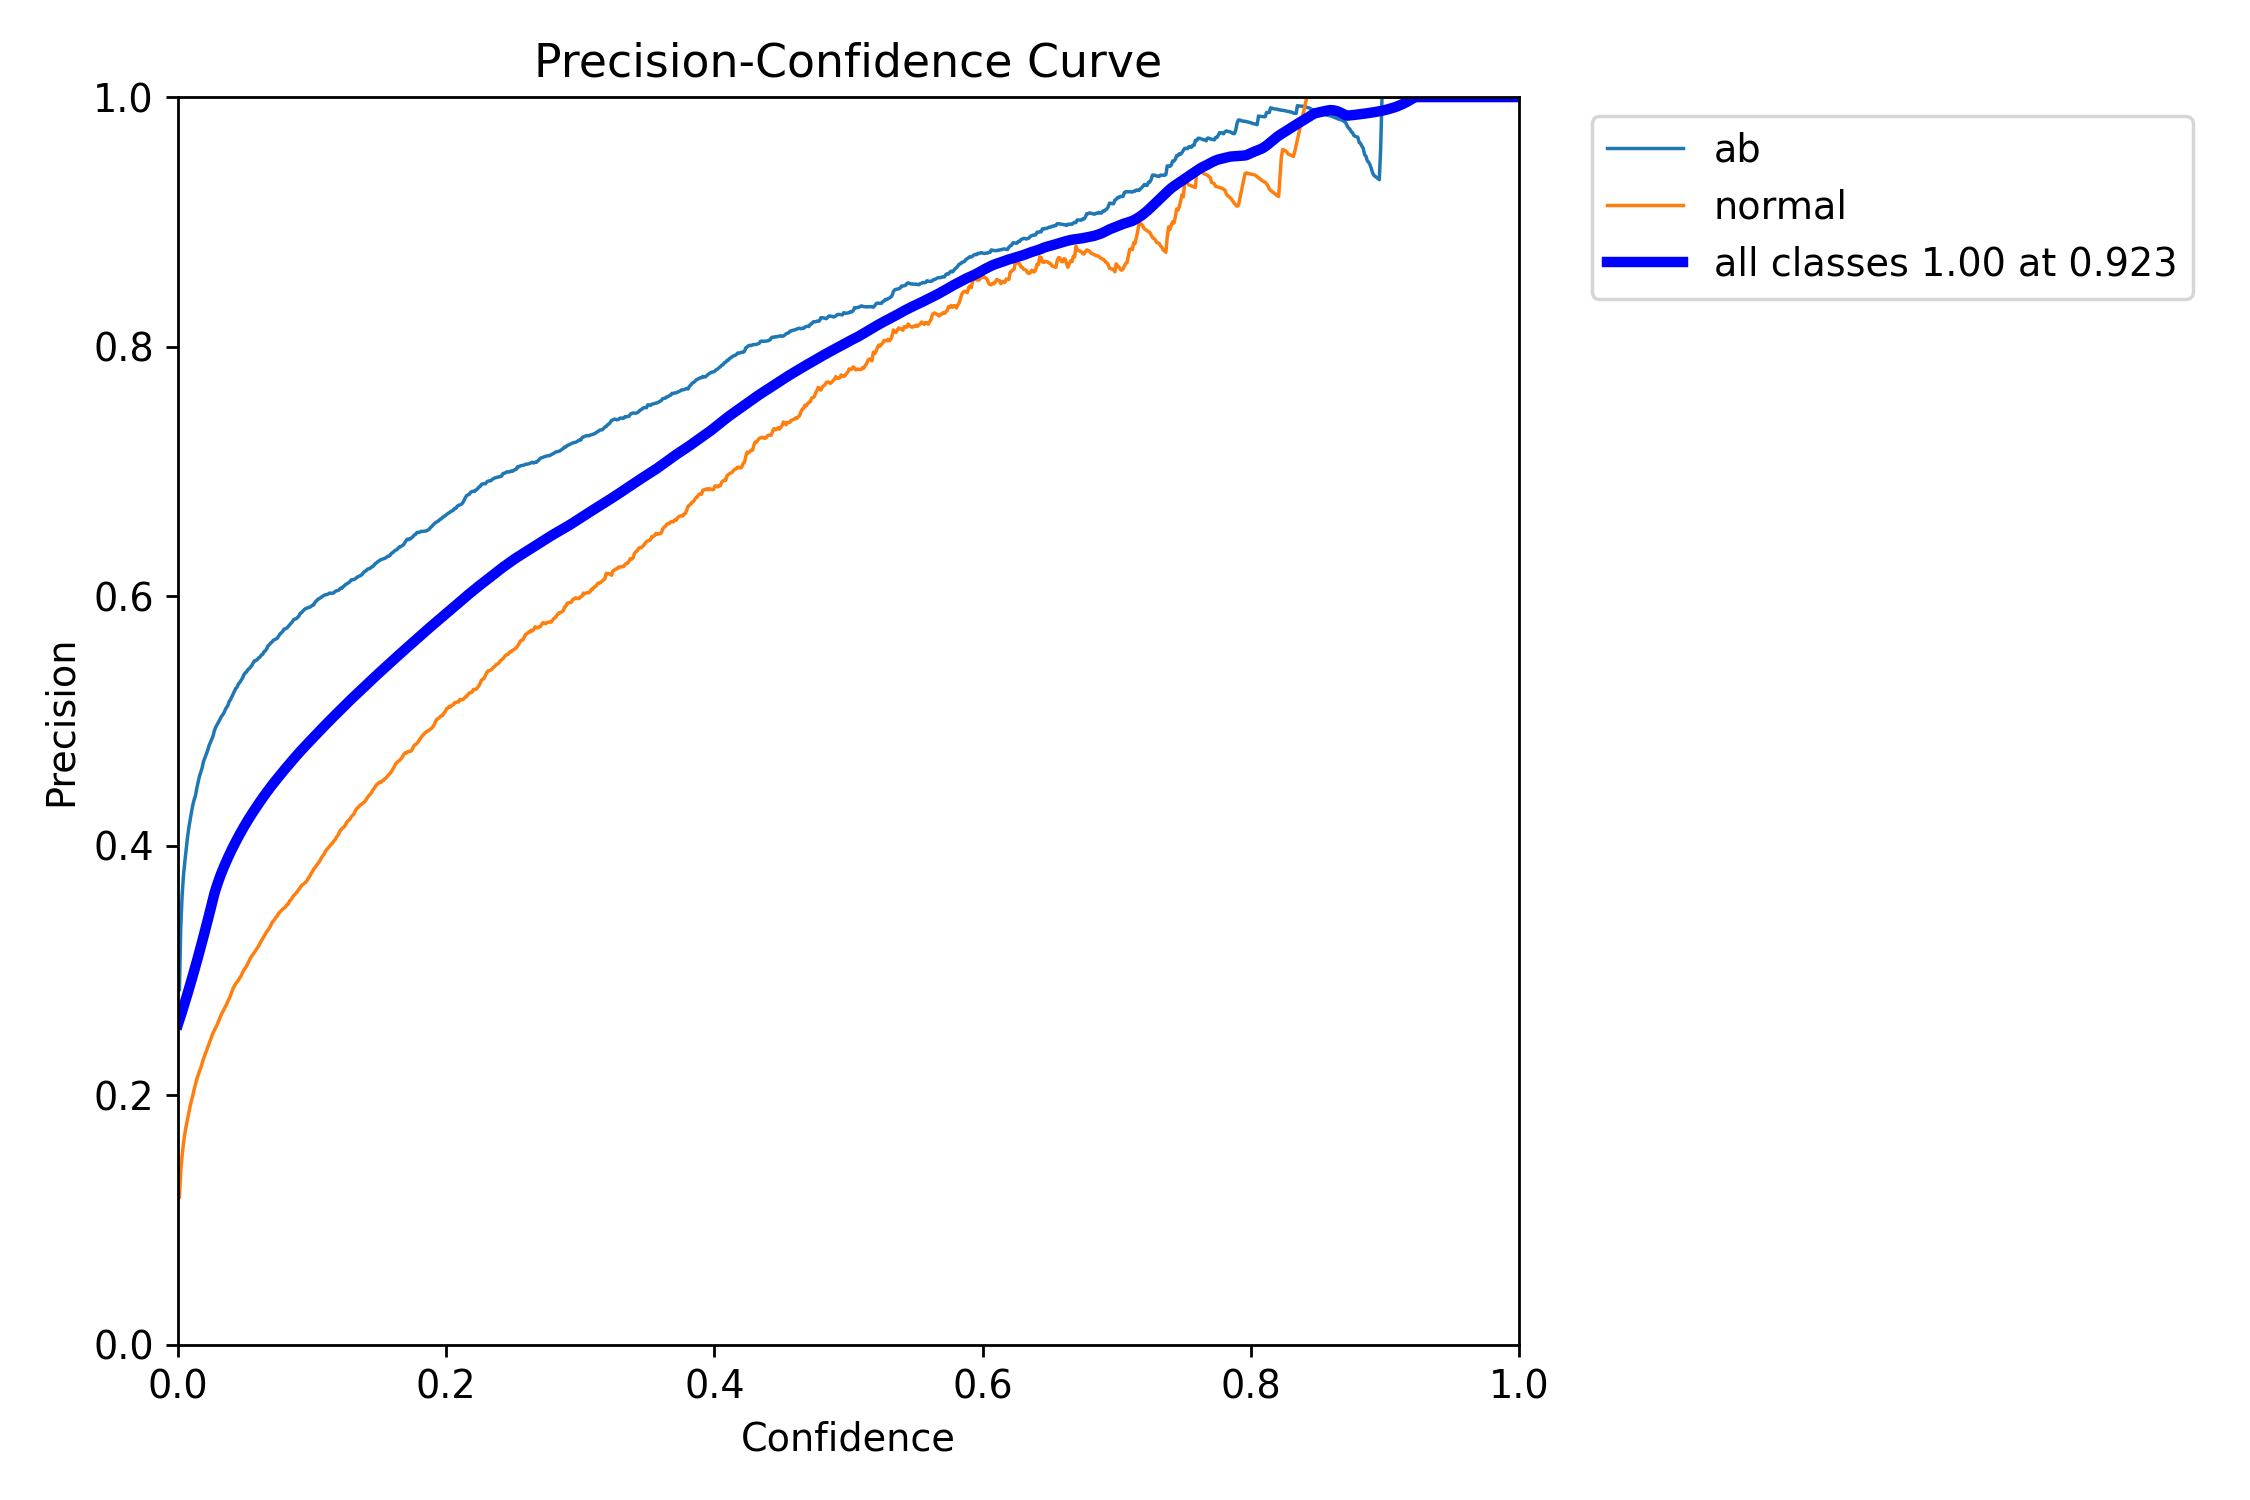 Precision-Confidence Curve
1.0
0.8
0.6
0.4
0.2
0.0
Precision
0.0 0.2 0.4 0.6 0.8 1.0
Confidence
ab
normal
all classes 1.00 at 0.923